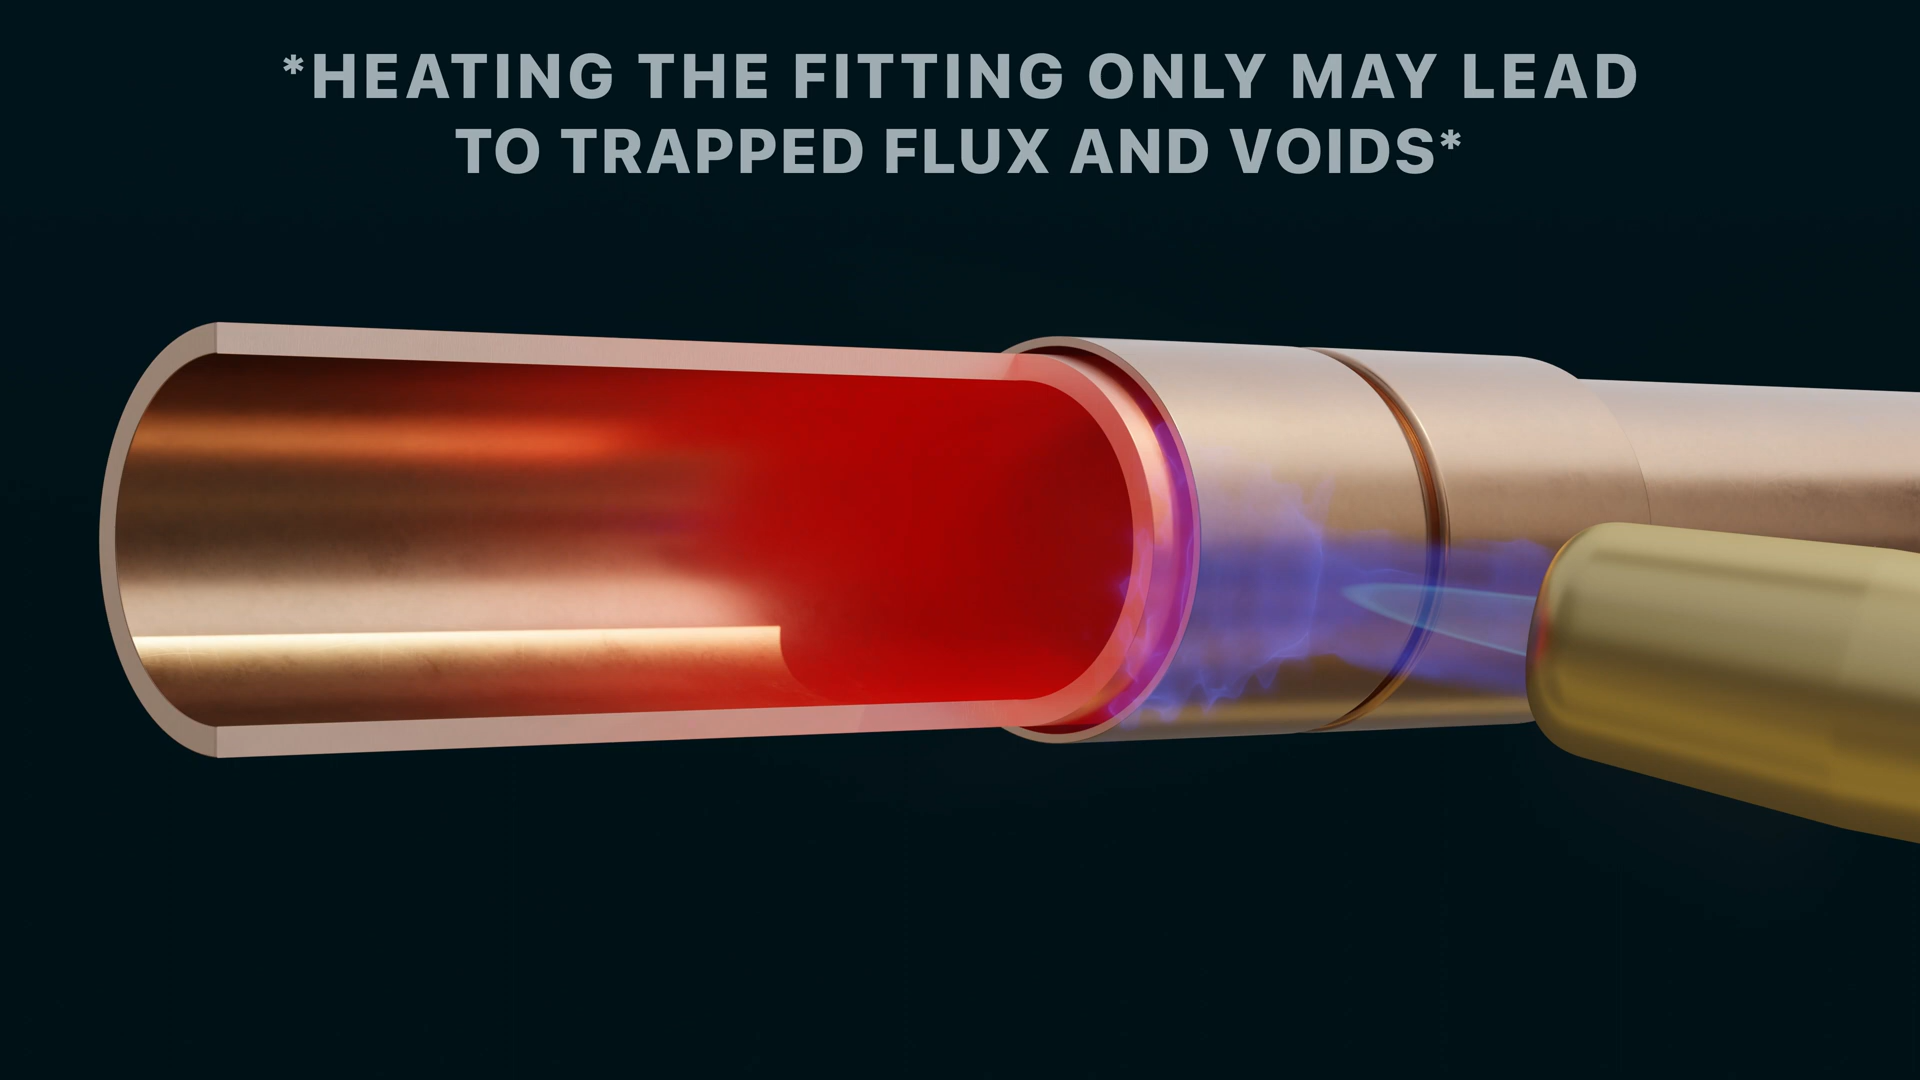 *HEATING THE FITTING ONLY MAY LEAD
TO TRAPPED FLUX AND VOIDS*